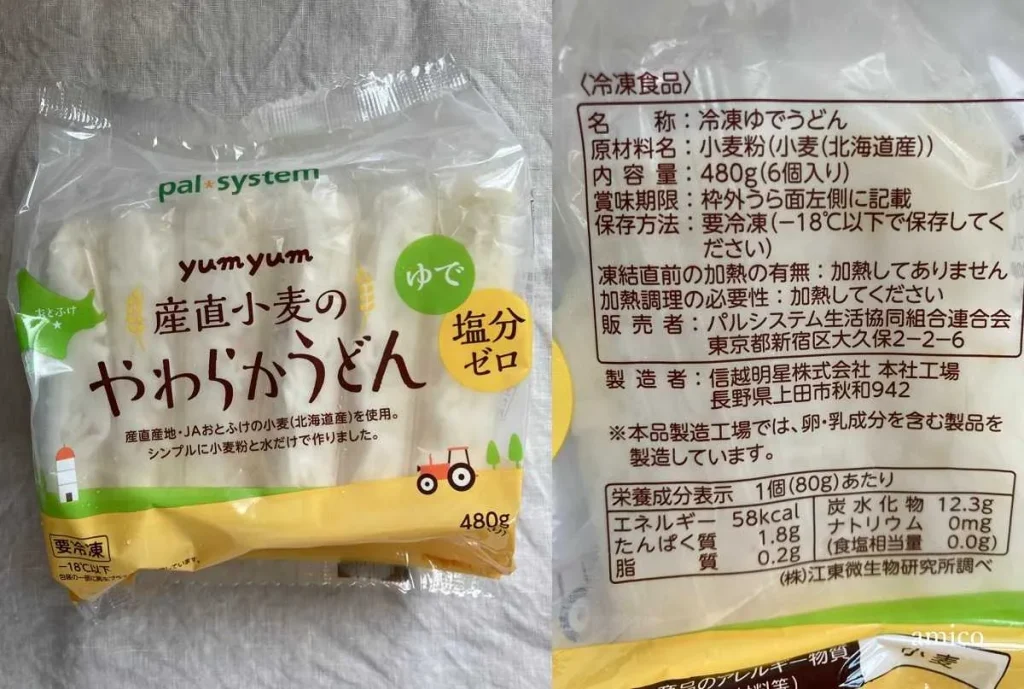 pal*system
yumyum
産直小麦の
やわらかうどん
ゆで
塩分
ゼロ
おとふけ
産直産地・JAおとふけの小麦(北海道産)を使用。
シンプルに小麦粉と水だけで作りました。
480g
要冷凍
−18℃以下
〈冷凍食品〉
名称：冷凍ゆでうどん
原材料名：小麦粉(小麦(北海道産))
内容量：480g(6個入り)
賞味期限：枠外うら面左側に記載
保存方法：要冷凍(−18℃以下で保存してく
ださい)
凍結直前の加熱の有無：加熱してありません
加熱調理の必要性：加熱してください
販売者：パルシステム生活協同組合連合会
東京都新宿区大久保2−2−6
製造者：信越明星株式会社 本社工場
長野県上田市秋和942
※本品製造工場では、卵・乳成分を含む製品を
製造しています。
栄養成分表示 1個(80g)あたり
エネルギー 58kcal
たんぱく質 1.8g
脂質 0.2g
炭水化物 12.3g
ナトリウム 0mg
(食塩相当量 0.0g)
(株)江東微生物研究所調べ
amico
小麦
商品のアレルギー物質